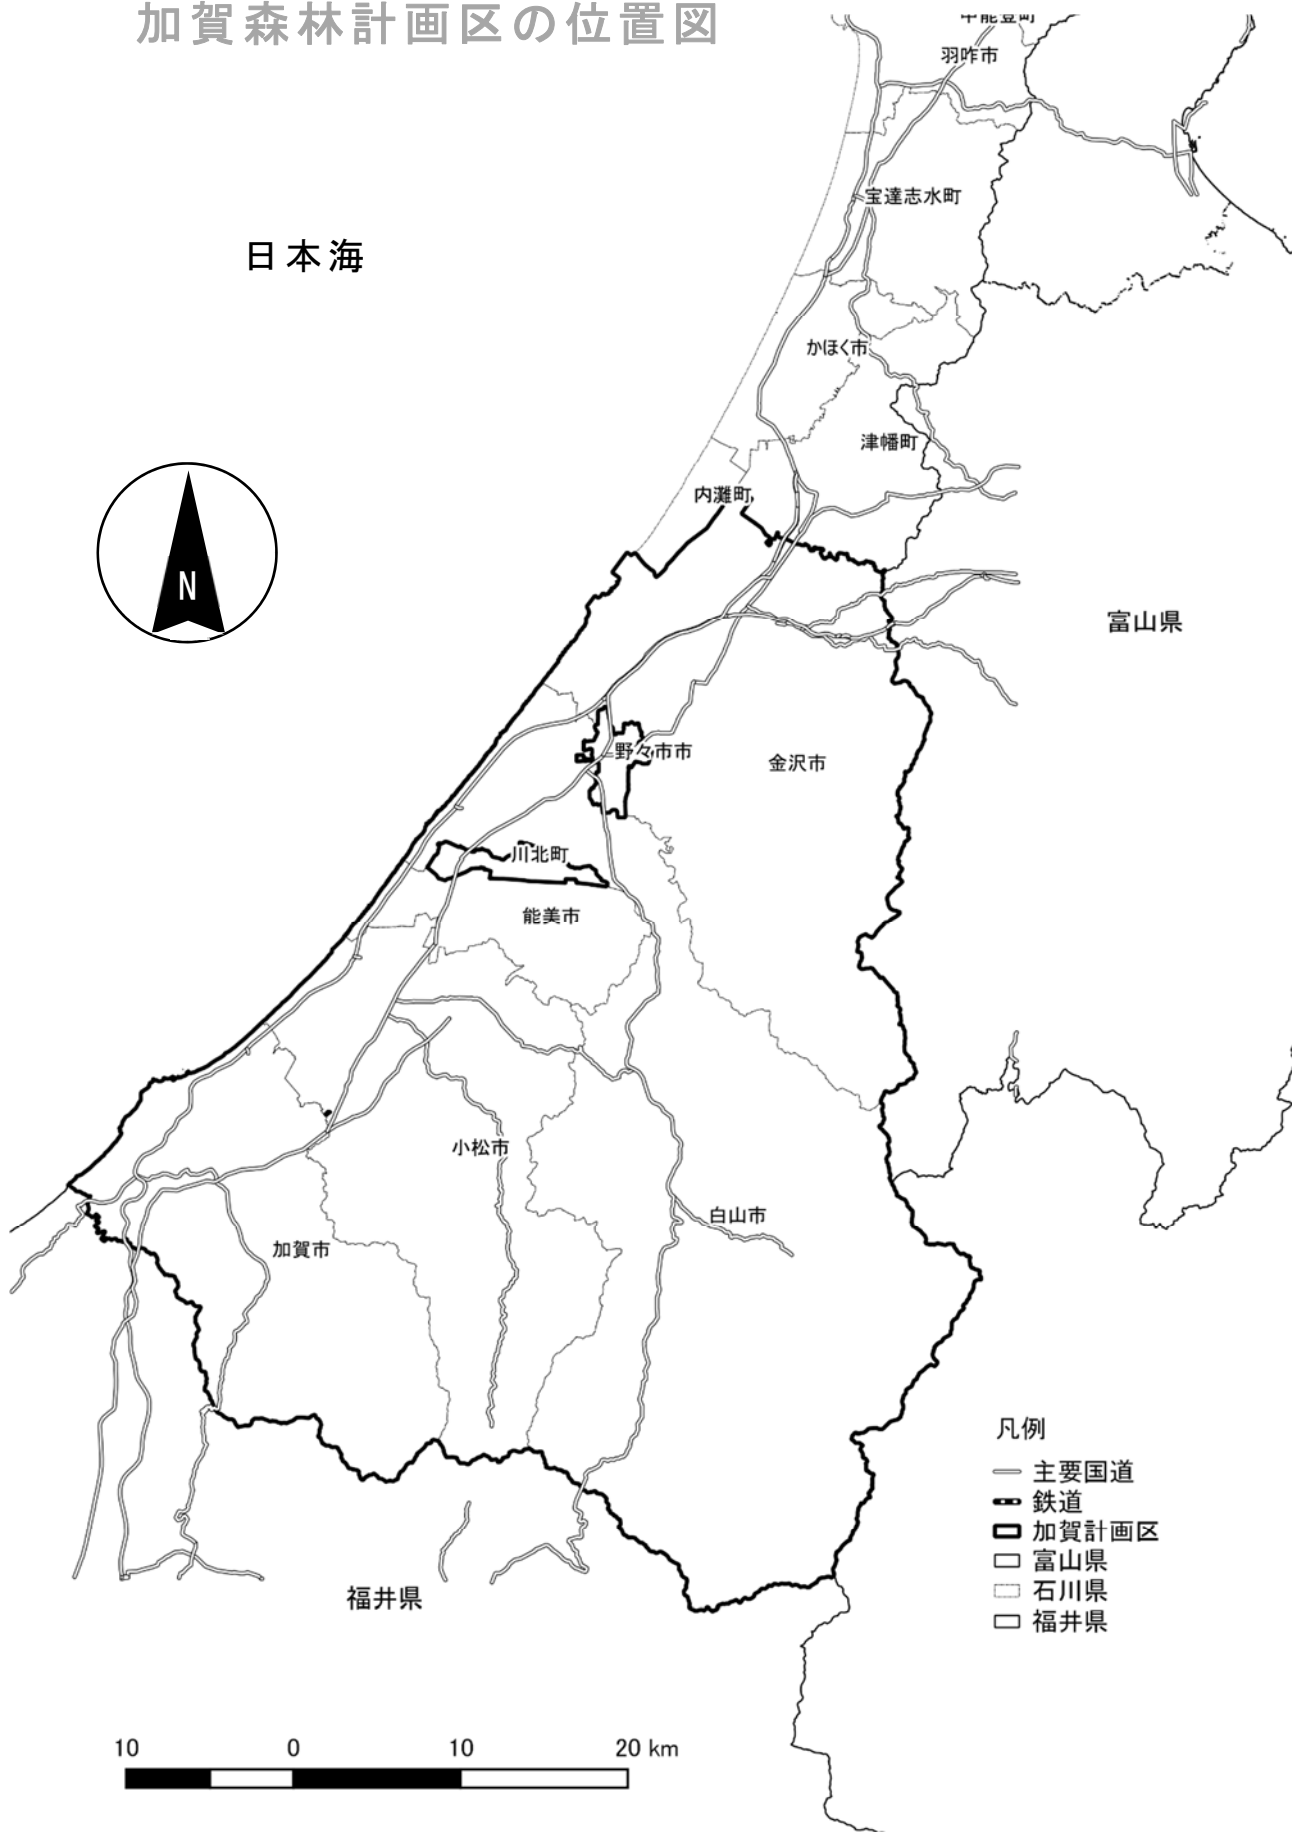 加賀森林計画区の位置図
中能登町
羽咋市
宝達志水町
日本海
かほく市
津幡町
内灘町
N
富山県
野々市市
金沢市
川北町
能美市
小松市
白山市
加賀市
福井県
凡例
主要国道
鉄道
加賀計画区
富山県
石川県
福井県
10 0 10 20 km